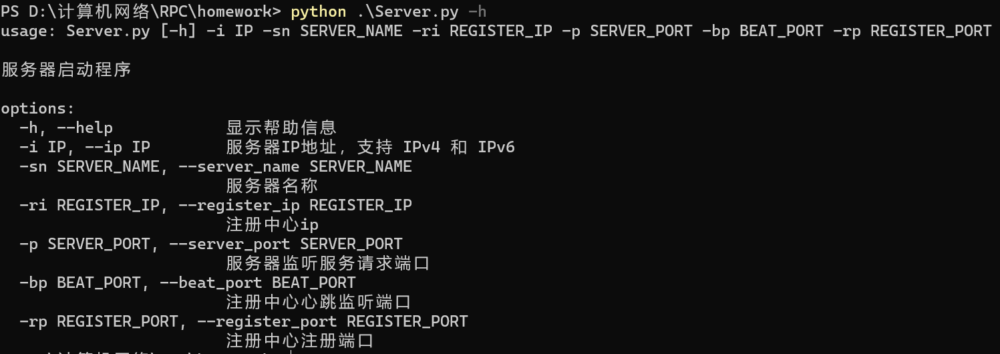 PS D:\计算机网络\RPC\homework> python .\Server.py -h
usage: Server.py [-h] -i IP -sn SERVER_NAME -ri REGISTER_IP -p SERVER_PORT -bp BEAT_PORT -rp REGISTER_PORT
服务器启动程序
options:
-h, --help 显示帮助信息
-i IP, --ip IP 服务器IP地址, 支持 IPv4 和 IPv6
-sn SERVER_NAME, --server_name SERVER_NAME
服务器名称
-ri REGISTER_IP, --register_ip REGISTER_IP
注册中心ip
-p SERVER_PORT, --server_port SERVER_PORT
服务器监听服务请求端口
-bp BEAT_PORT, --beat_port BEAT_PORT
注册中心心跳监听端口
-rp REGISTER_PORT, --register_port REGISTER_PORT
注册中心注册端口